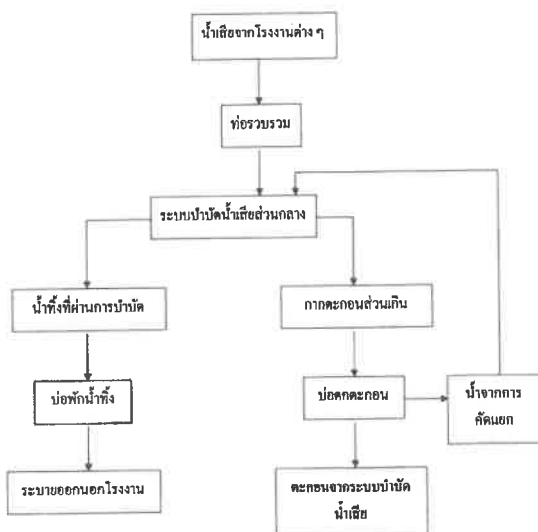 น้ำเสียจากโรงงานต่าง ๆ
ท่อรวบรวม
ระบบบำบัดน้ำเสียส่วนกลาง
น้ำทิ้งที่ผ่านการบำบัด
กากตะกอนส่วนเกิน
บ่อพักน้ำทิ้ง
บ่อตกตะกอน
น้ำจากการ
คัดแยก
ระบายออกนอกโรงงาน
ตะกอนจากระบบบำบัด
น้ำเสีย